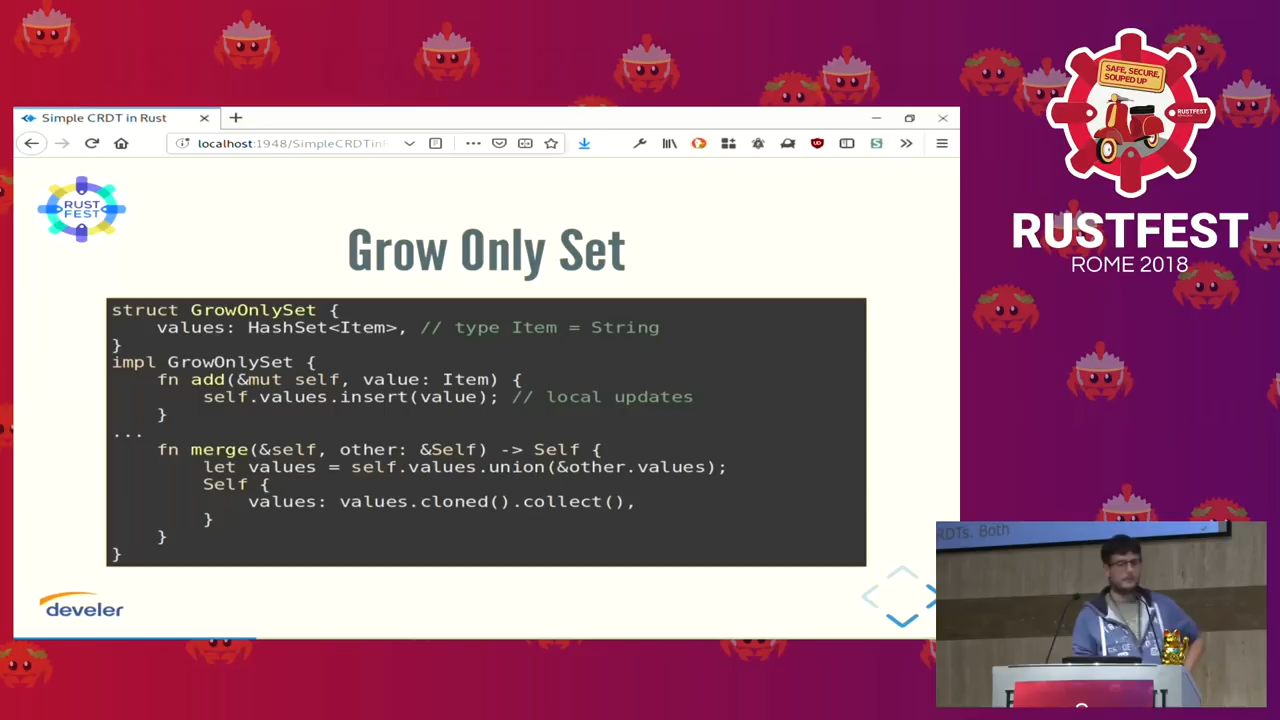 Simple CRDT in Rust
localhost:1948/SimpleCRDTinF
RUST
FEST
Grow Only Set
struct GrowOnlySet {
    values: HashSet<Item>, // type Item = String
}
impl GrowOnlySet {
    fn add(&mut self, value: Item) {
        self.values.insert(value); // local updates
    }
...
    fn merge(&self, other: &Self) -> Self {
        let values = self.values.union(&other.values);
        Self {
            values: values.cloned().collect(),
        }
    }
}
develer
SAFE, SECURE,
SOUPED UP
RUSTFEST
RUSTFEST
ROME 2018
RDTs. Both